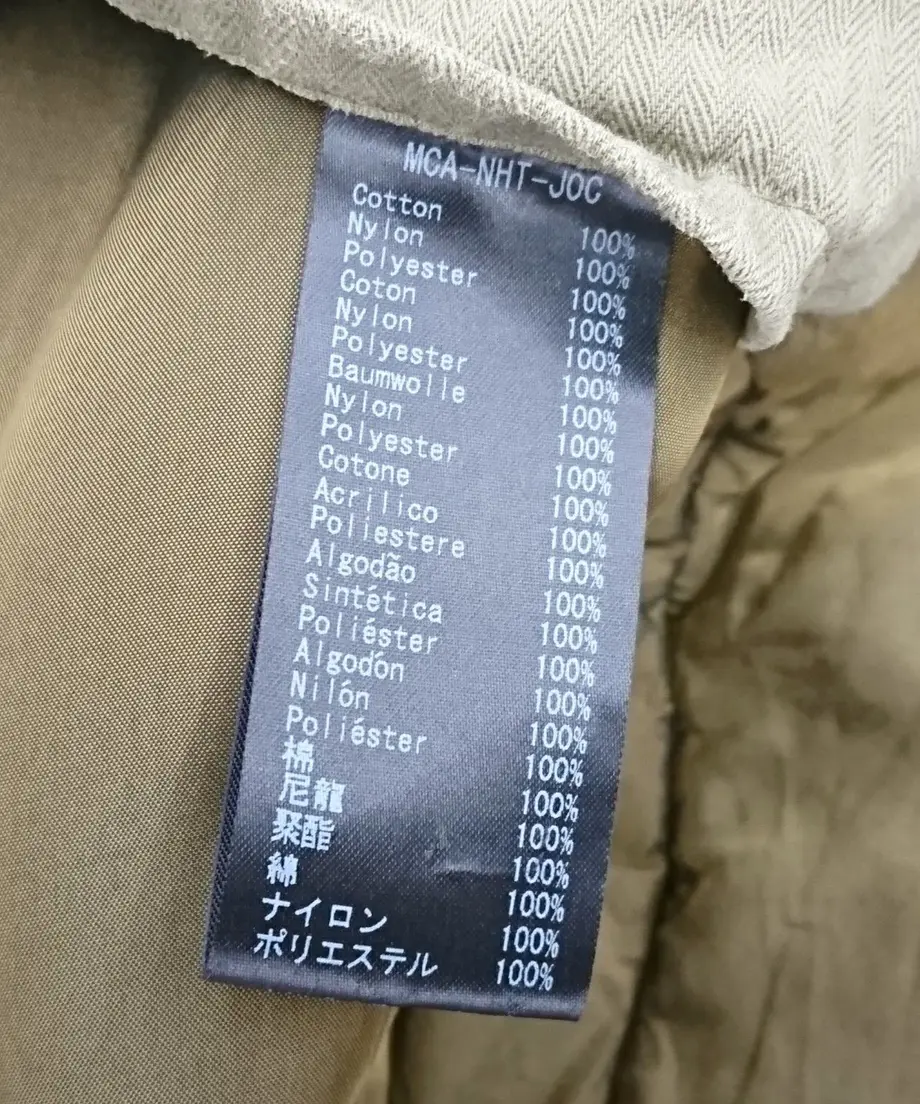 MCA-NHT-JOC
Cotton 100%
Nylon 100%
Polyester 100%
Coton 100%
Nylon 100%
Polyester 100%
Baumwolle 100%
Nylon 100%
Polyester 100%
Cotone 100%
Acrilico 100%
Poliestere 100%
Algodão 100%
Sintética 100%
Poliéster 100%
Algodón 100%
Nilón 100%
Poliéster 100%
棉 100%
尼龍 100%
聚酯 100%
綿 100%
ナイロン 100%
ポリエステル 100%